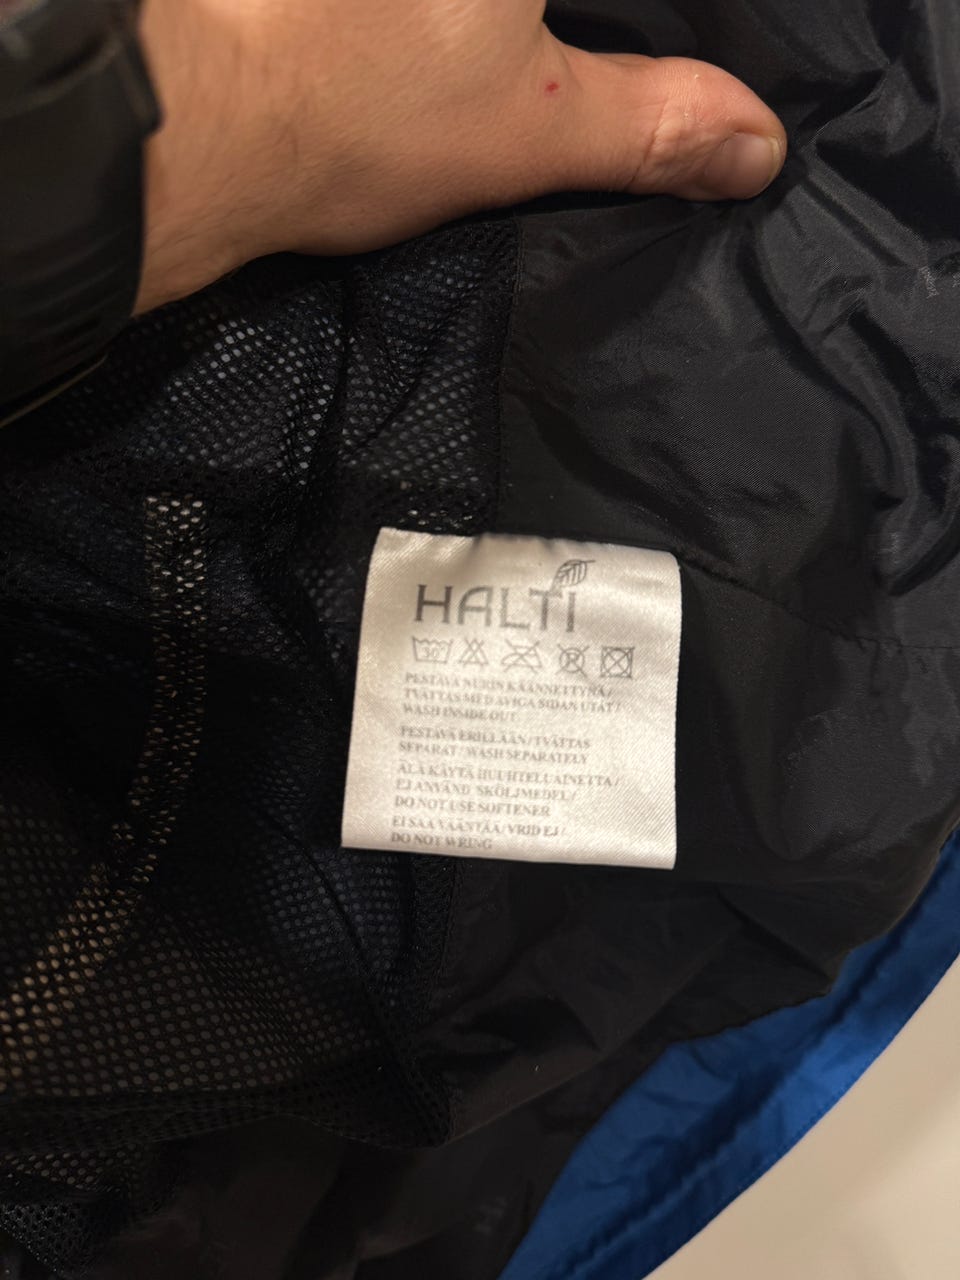 HALTI
30°
PESTÄVÄ NURIN KÄÄNNETTYNÄ /
TVÄTTAS MED AVIGA SIDAN UTÅT /
WASH INSIDE OUT
PESTÄVÄ ERILLÄÄN / TVÄTTAS
SEPARAT / WASH SEPARATELY
ÄLÄ KÄYTÄ HUUHTELUAINETTA /
EJ ANVÄND SKÖLJMEDEL /
DO NOT USE SOFTENER
EI SAA VÄÄNTÄÄ / VRID EJ /
DO NOT WRING